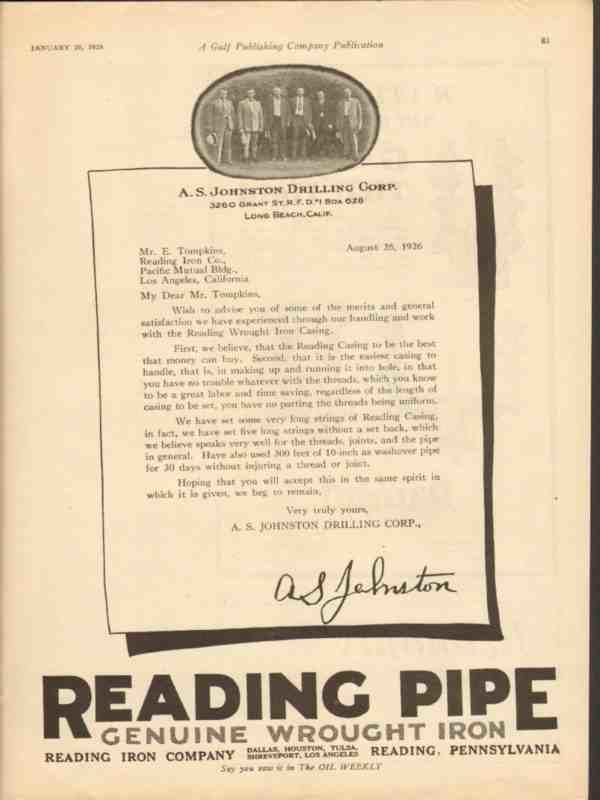 JANUARY 20, 1928
A Gulf Publishing Company Publication
81
A. S. JOHNSTON DRILLING CORP.
3260 GRANT ST. R. F. D. #1 BOX 628
LONG BEACH, CALIF.
August 26, 1926
Mr. E. Tompkins,
Reading Iron Co.,
Pacific Mutual Bldg.,
Los Angeles, California
My Dear Mr. Tompkins,
Wish to advise you of some of the merits and general
satisfaction we have experienced through our handling and work
with the Reading Wrought Iron Casing.
First, we believe, that the Reading Casing to be the best
that money can buy. Second, that it is the easiest casing to
handle, that is, in making up and running it into hole, in that
you have no trouble whatever with the threads, which you know
to be a great labor and time saving, regardless of the length of
casing to be set, you have no parting the threads being uniform.
We have set some very long strings of Reading Casing,
in fact, we have set five long strings without a set back, which
we believe speaks very well for the threads, joints, and the pipe
in general. Have also used 300 feet of 10-inch as washover pipe
for 30 days without injuring a thread or joint.
Hoping that you will accept this in the same spirit in
which it is given, we beg to remain,
Very truly yours,
A. S. JOHNSTON DRILLING CORP.,
A S Johnston
READING PIPE
GENUINE WROUGHT IRON
READING IRON COMPANY DALLAS, HOUSTON, TULSA, SHREVEPORT, LOS ANGELES READING, PENNSYLVANIA
Say you saw it in The OIL WEEKLY